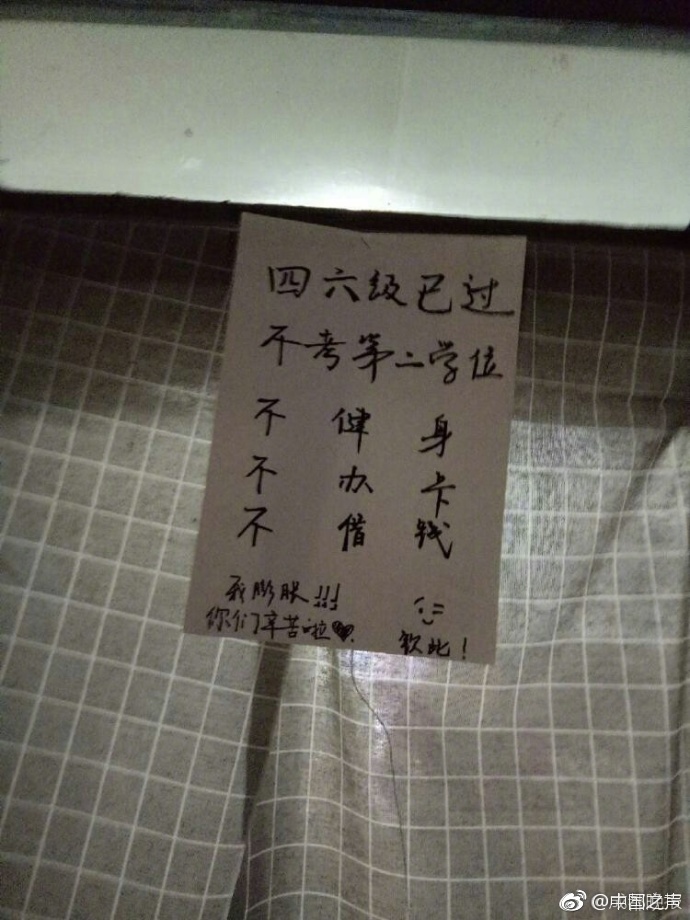 四六级已过
不考第二学位
不健身
不办卡
不借钱
我膨胀!!!
你们辛苦啦♥.
钦此!